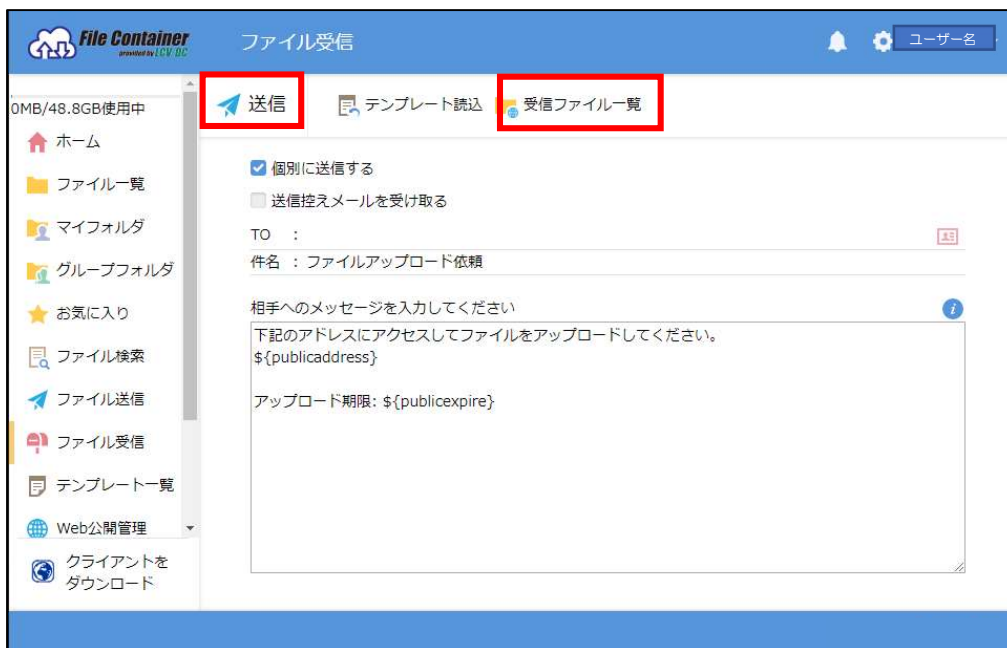 File Container
provided by LCV DC
ファイル受信
ユーザー名
0MB/48.8GB使用中
ホーム
ファイル一覧
マイフォルダ
グループフォルダ
お気に入り
ファイル検索
ファイル送信
ファイル受信
テンプレート一覧
Web公開管理
クライアントを
ダウンロード
送信
テンプレート読込
受信ファイル一覧
個別に送信する
送信控えメールを受け取る
TO :
件名 : ファイルアップロード依頼
相手へのメッセージを入力してください
下記のアドレスにアクセスしてファイルをアップロードしてください。
${publicaddress}
アップロード期限: ${publicexpire}